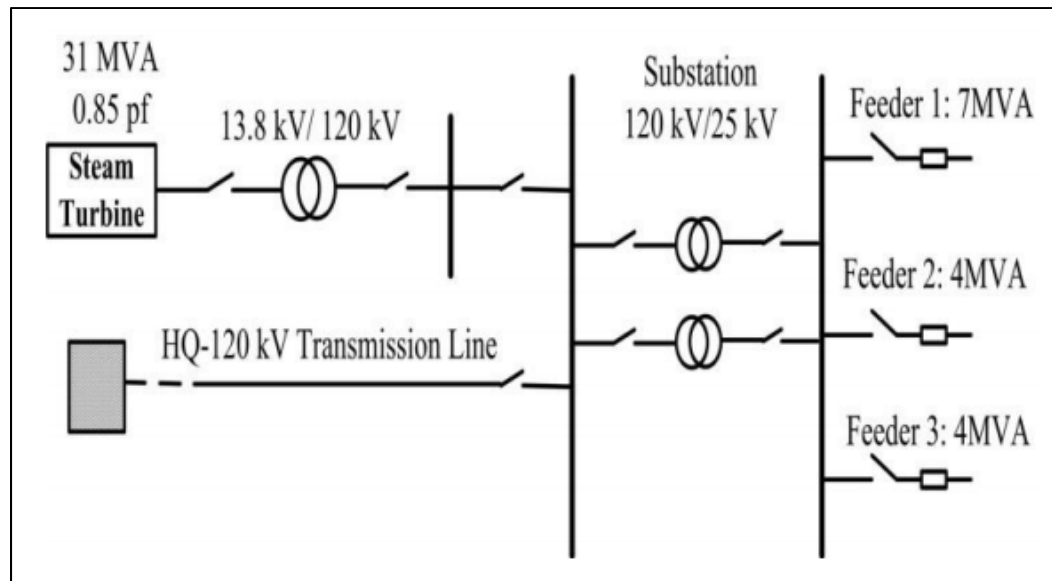 31 MVA
0.85 pf
Steam
Turbine
13.8 kV/ 120 kV
Substation
120 kV/25 kV
Feeder 1: 7MVA
Feeder 2: 4MVA
Feeder 3: 4MVA
HQ-120 kV Transmission Line